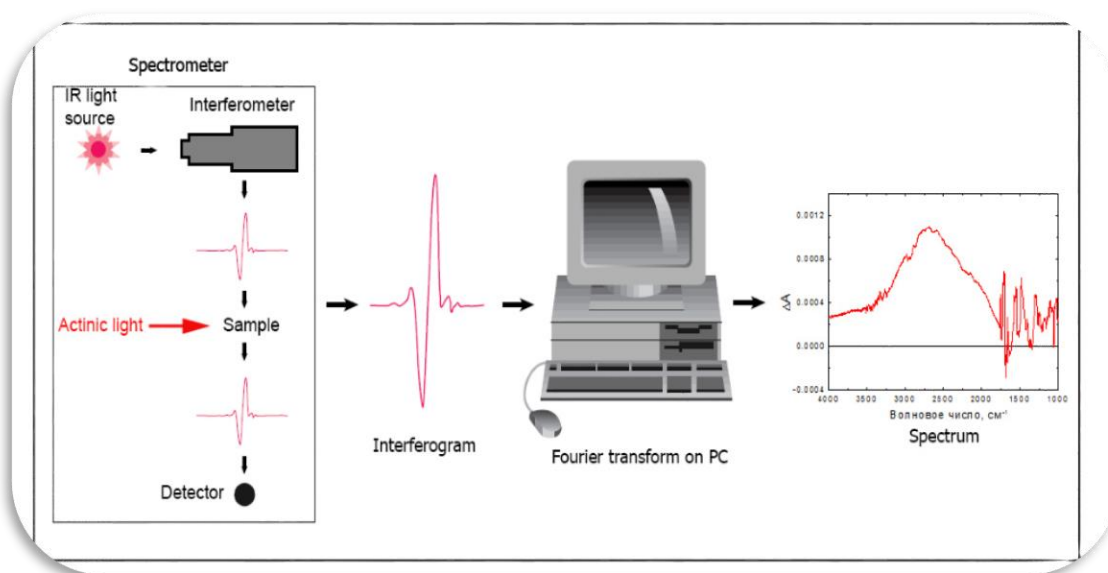 Spectrometer
IR light
source
Interferometer
Actinic light
Sample
Detector
Interferogram
Fourier transform on PC
0.0012
0.0008
0.0004
0.0000
-0.0004
ΔA
4000 3500 3000 2500 2000 1500 1000
Волновое число, см⁻¹
Spectrum